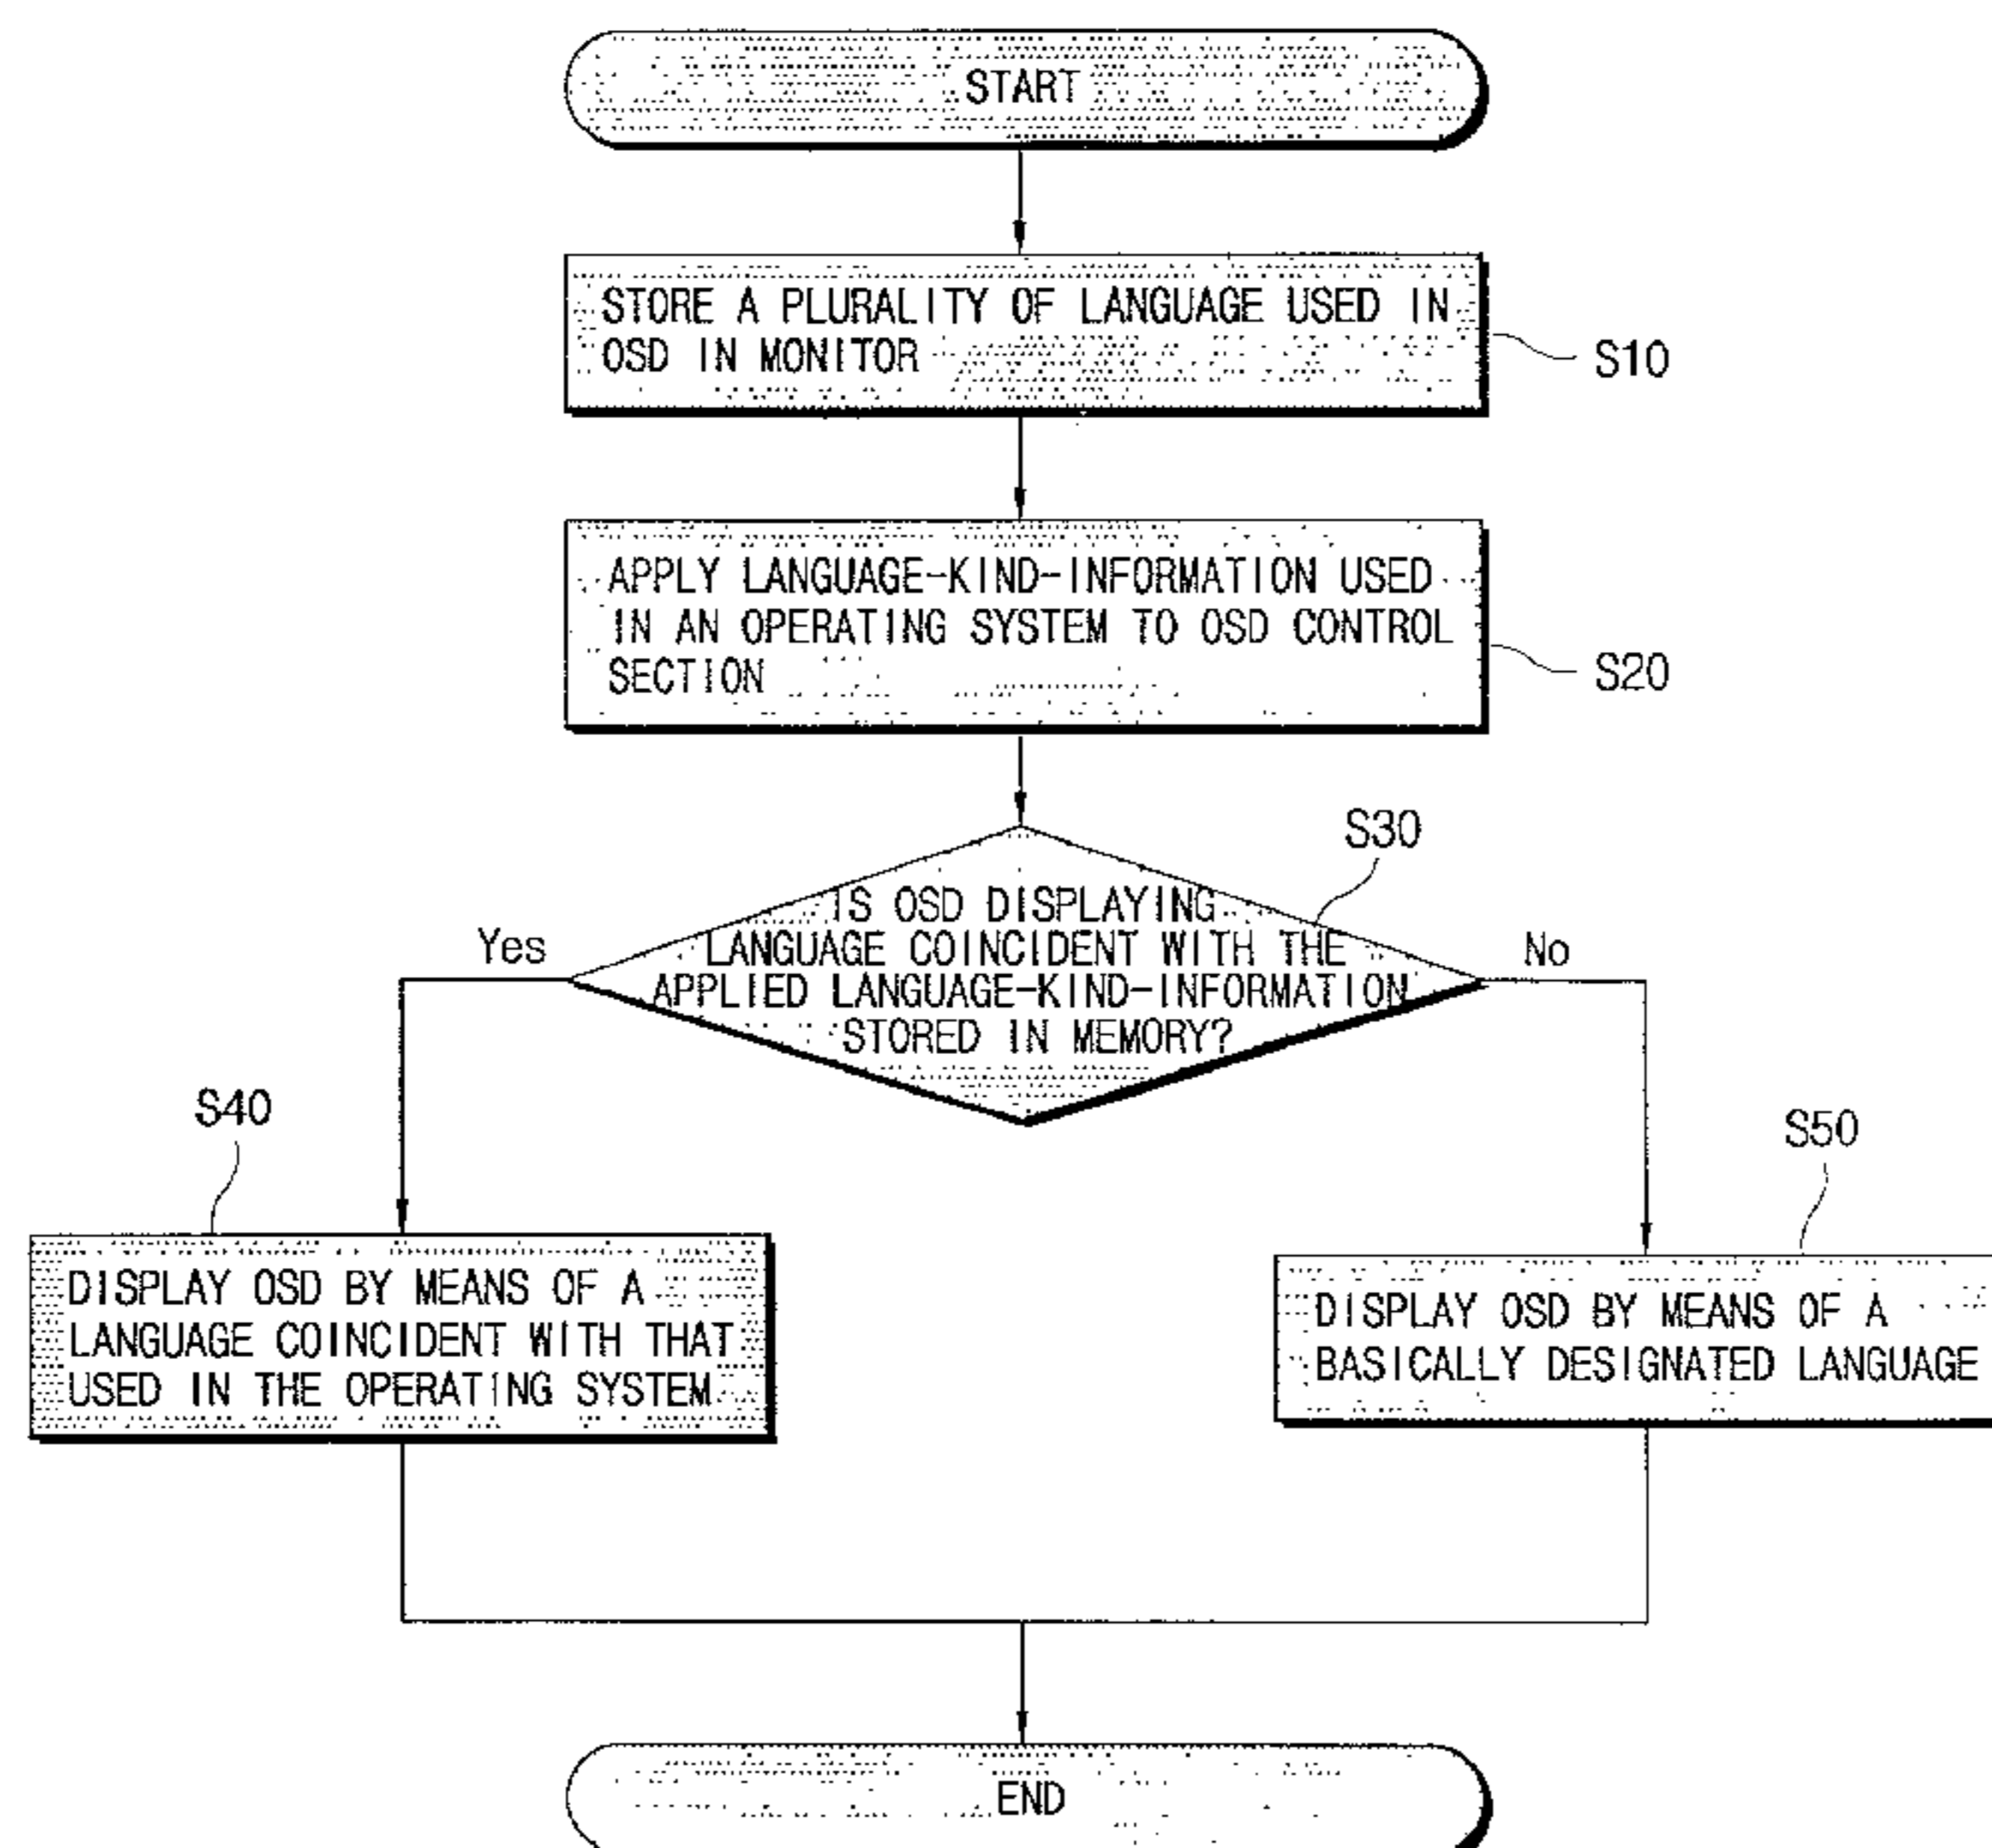 START
STORE A PLURALITY OF LANGUAGE USED IN
OSD IN MONITOR
S10
APPLY LANGUAGE-KIND-INFORMATION USED
IN AN OPERATING SYSTEM TO OSD CONTROL
SECTION
S20
S30
IS OSD DISPLAYING
LANGUAGE COINCIDENT WITH THE
APPLIED LANGUAGE-KIND-INFORMATION
STORED IN MEMORY?
Yes
No
S40
DISPLAY OSD BY MEANS OF A
LANGUAGE COINCIDENT WITH THAT
USED IN THE OPERATING SYSTEM
S50
DISPLAY OSD BY MEANS OF A
BASICALLY DESIGNATED LANGUAGE
END